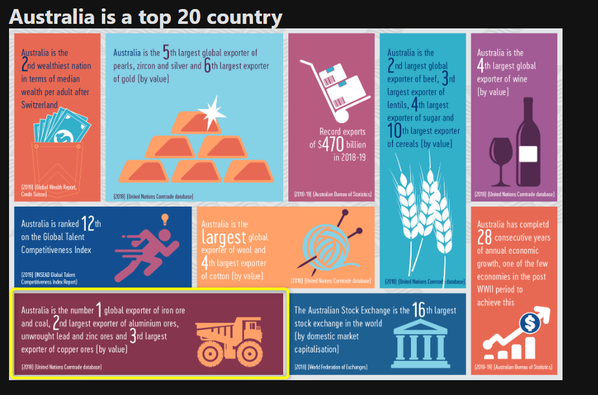 Australia is a top 20 country
Australia is the
2nd wealthiest nation
in terms of median
wealth per adult after
Switzerland
[2019] [Global Wealth Report,
Credit Suisse]
Australia is the 5th largest global exporter of
pearls, zircon and silver and 6th largest exporter
of gold [by value]
[2018] [United Nations Comtrade database]
Record exports
of $470 billion
in 2018-19
[2018-19] [Australian Bureau of Statistics]
Australia is the
2nd largest global
exporter of beef, 3rd
largest exporter of
lentils, 4th largest
exporter of sugar and
10th largest exporter
of cereals [by value]
[2018] [United Nations Comtrade database]
Australia is the
4th largest global
exporter of wine
[by value]
[2018] [United Nations Comtrade database]
Australia is ranked 12th
on the Global Talent
Competitiveness Index
[2019] [INSEAD Global Talent
Competitiveness Index Report]
Australia is the
largest global
exporter of wool and
4th largest exporter
of cotton [by value]
[2018] [United Nations Comtrade database]
Australia has completed
28 consecutive years
of annual economic
growth, one of the few
economies in the post
WWII period to
achieve this
$
[2018-19] [Australian Bureau of Statistics]
Australia is the number 1 global exporter of iron ore
and coal, 2nd largest exporter of aluminium ores,
unwrought lead and zinc ores and 3rd largest
exporter of copper ores [by value]
[2018] [United Nations Comtrade database]
The Australian Stock Exchange is the 16th largest
stock exchange in the world
[by domestic market
capitalisation]
[2018] [World Federation of Exchanges]